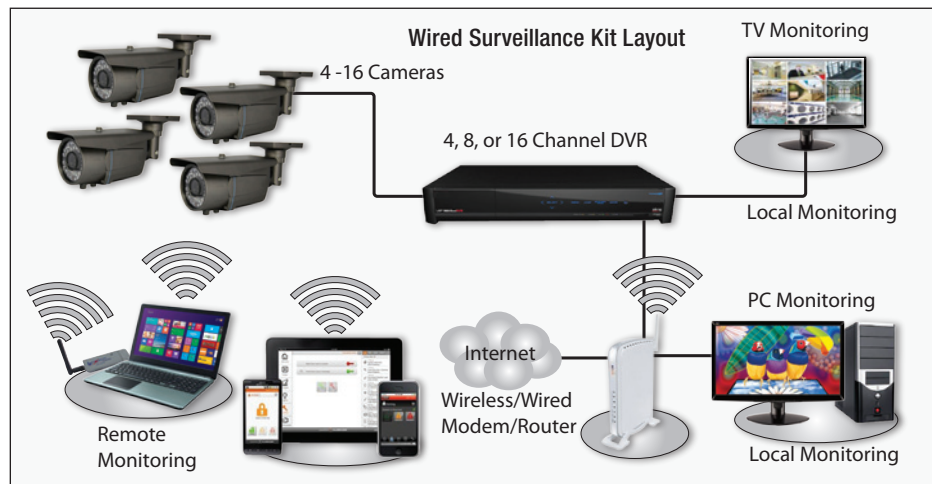 Wired Surveillance Kit Layout
TV Monitoring
4 -16 Cameras
4, 8, or 16 Channel DVR
Local Monitoring
PC Monitoring
Internet
Wireless/Wired
Modem/Router
Remote
Monitoring
Local Monitoring